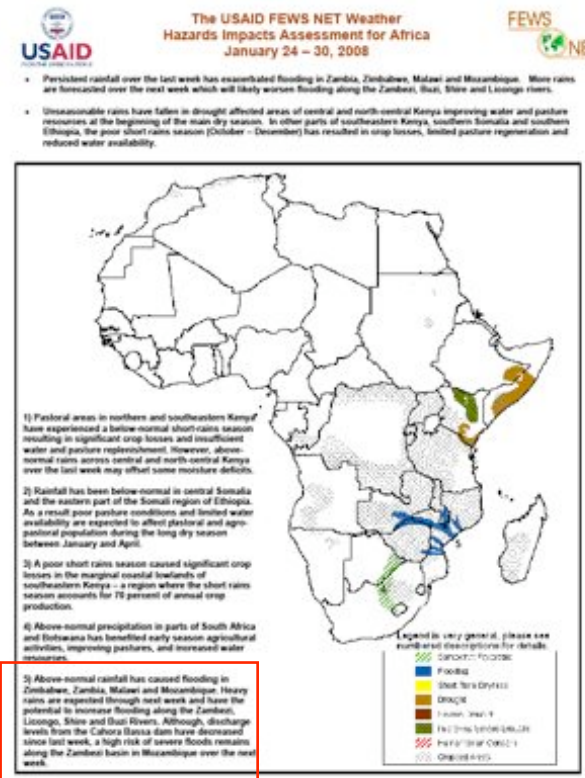 The USAID FEWS NET Weather
Hazards Impacts Assessment for Africa
January 24 – 30, 2008
USAID
FEWS
NE
• Persistent rainfall over the last week has exacerbated flooding in Zambia, Zimbabwe, Malawi and Mozambique. More rains
are forecasted over the next week which will likely worsen flooding along the Zambezi, Buzi, Shire and Licongo rivers.
• Unseasonable rains have fallen in drought affected areas of central and north-central Kenya improving water and pasture
resources at the beginning of the main dry season. In other parts of southeastern Kenya, southern Somalia and southern
Ethiopia, the poor short rains season (October – December) has resulted in crop losses, limited pasture regeneration and
reduced water availability.
1) Pastoral areas in northern and southeastern Kenya
have experienced a below-normal short-rains season
resulting in significant crop losses and insufficient
water and pasture replenishment. However, above-
normal rains across central and north-central Kenya
over the last week may offset some moisture deficits.
2) Rainfall has been below-normal in central Somalia
and the eastern part of the Somali region of Ethiopia.
As a result poor pasture conditions and limited water
availability are expected to affect pastoral and agro-
pastoral population during the long dry season
between January and April.
3) A poor short rains season caused significant crop
losses in the marginal coastal lowlands of
southeastern Kenya – a region where the short rains
season accounts for 70 percent of annual crop
production.
4) Above-normal precipitation in parts of South Africa
and Botswana has benefited early season agricultural
activities, improving pastures, and increased water
resources.
5) Above-normal rainfall has caused flooding in
Zimbabwe, Zambia, Malawi and Mozambique. Heavy
rains are expected through next week and have the
potential to increase flooding along the Zambezi,
Licongo, Shire and Buzi Rivers. Although, discharge
levels from the Cahora Bassa dam have decreased
since last week, a high risk of severe floods remains
along the Zambezi basin in Mozambique over the next
week.
5
Legend is very general, please see
numbered descriptions for details.
Flooding
Short Term Dryness
Drought